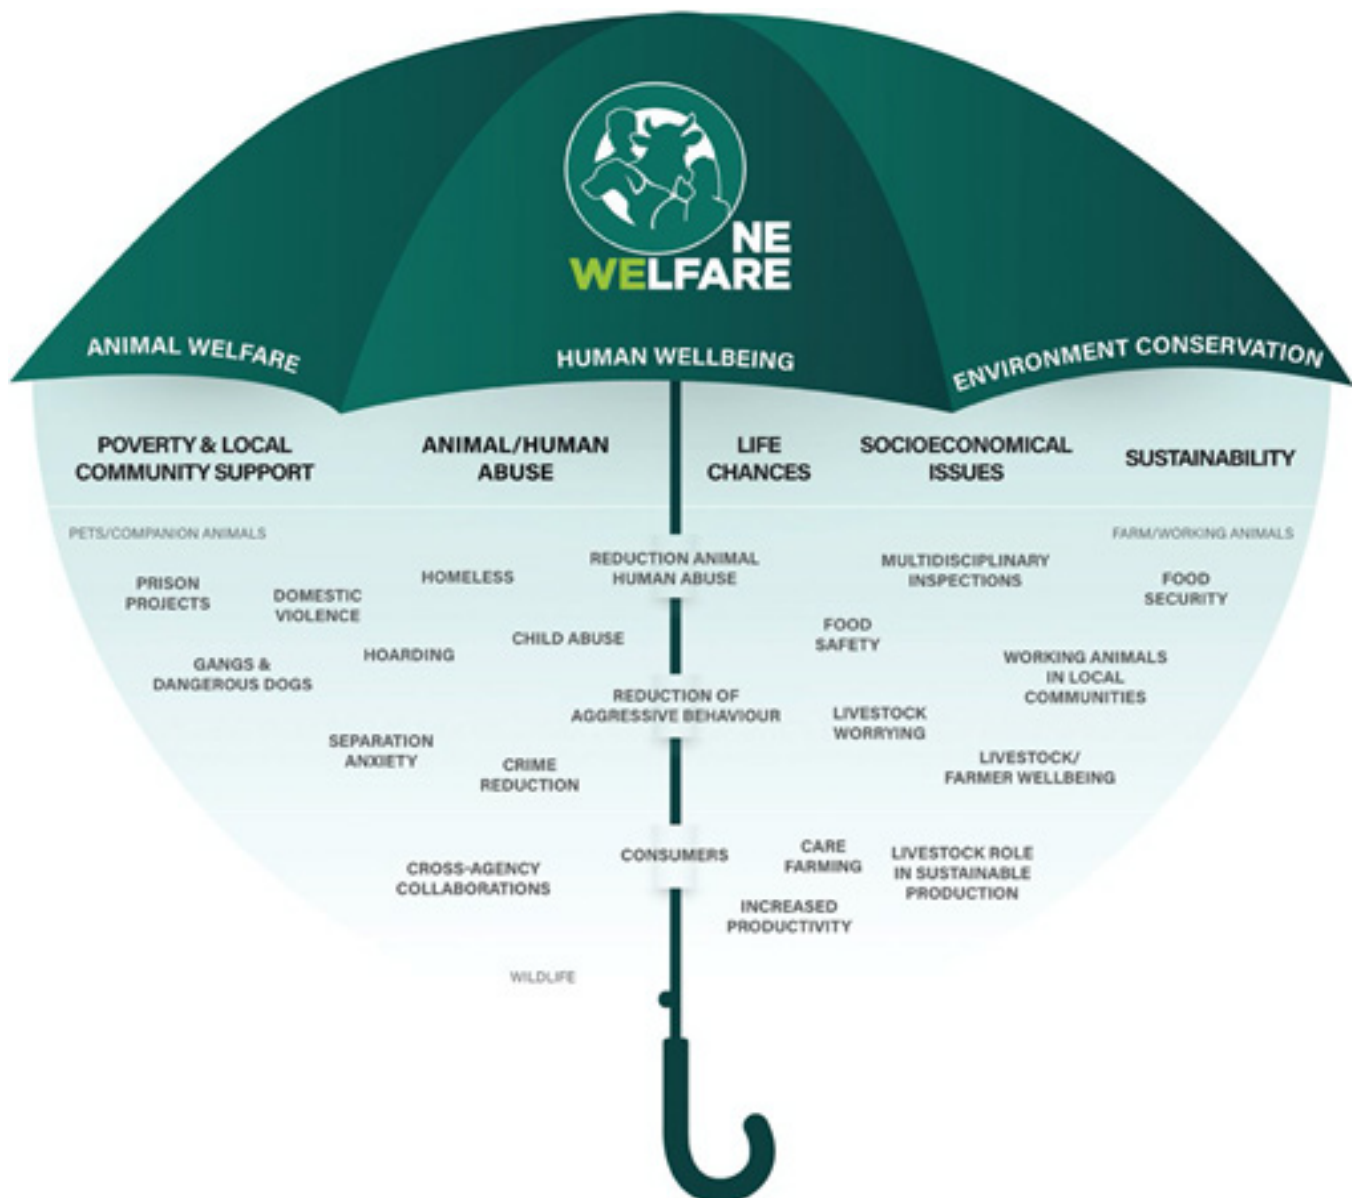 NE
WELFARE
ANIMAL WELFARE
HUMAN WELLBEING
ENVIRONMENT CONSERVATION
POVERTY & LOCAL
COMMUNITY SUPPORT
ANIMAL/HUMAN
ABUSE
LIFE
CHANCES
SOCIOECONOMICAL
ISSUES
SUSTAINABILITY
PETS/COMPANION ANIMALS
FARM/WORKING ANIMALS
PRISON
PROJECTS
DOMESTIC
VIOLENCE
HOMELESS
REDUCTION ANIMAL
HUMAN ABUSE
MULTIDISCIPLINARY
INSPECTIONS
FOOD
SECURITY
GANGS &
DANGEROUS DOGS
HOARDING
CHILD ABUSE
FOOD
SAFETY
WORKING ANIMALS
IN LOCAL
COMMUNITIES
REDUCTION OF
AGGRESSIVE BEHAVIOUR
LIVESTOCK
WORRYING
SEPARATION
ANXIETY
CRIME
REDUCTION
LIVESTOCK/
FARMER WELLBEING
CROSS-AGENCY
COLLABORATIONS
CONSUMERS
CARE
FARMING
LIVESTOCK ROLE
IN SUSTAINABLE
PRODUCTION
INCREASED
PRODUCTIVITY
WILDLIFE